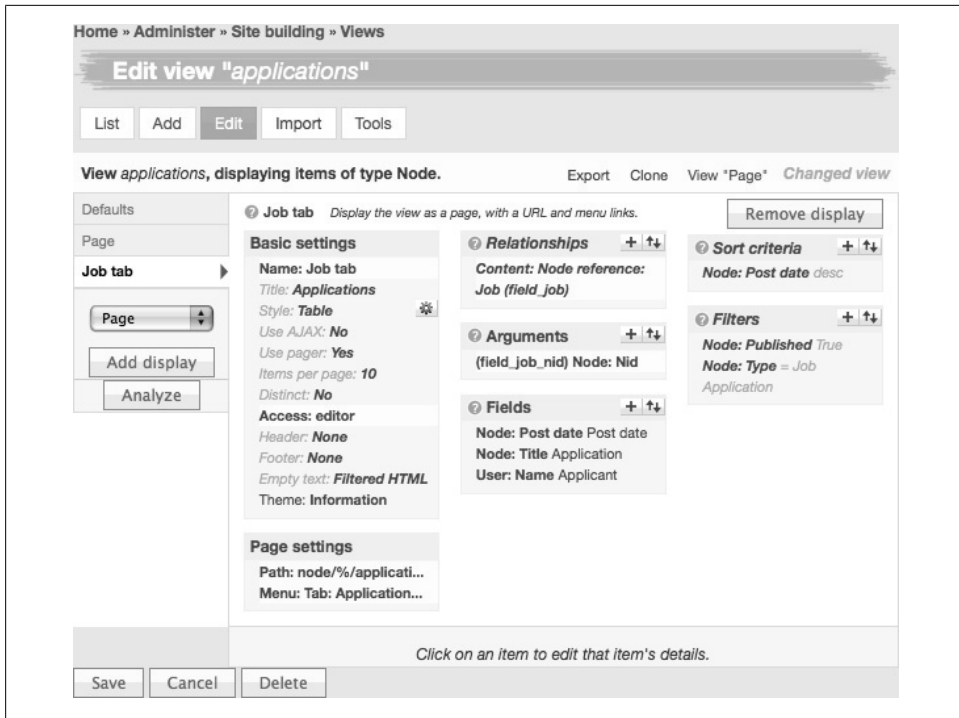 Home » Administer » Site building » Views
Edit view "applications"
List Add Edit Import Tools
View applications, displaying items of type Node.
Export Clone View "Page" Changed view
Defaults
Page
Job tab
Page
Add display
Analyze
Job tab Display the view as a page, with a URL and menu links.
Remove display
Basic settings
Name: Job tab
Title: Applications
Style: Table
Use AJAX: No
Use pager: Yes
Items per page: 10
Distinct: No
Access: editor
Header: None
Footer: None
Empty text: Filtered HTML
Theme: Information
Page settings
Path: node/%/applicati...
Menu: Tab: Application...
Relationships
Content: Node reference:
Job (field_job)
Arguments
(field_job_nid) Node: Nid
Fields
Node: Post date Post date
Node: Title Application
User: Name Applicant
Sort criteria
Node: Post date desc
Filters
Node: Published True
Node: Type = Job
Application
Click on an item to edit that item's details.
Save Cancel Delete